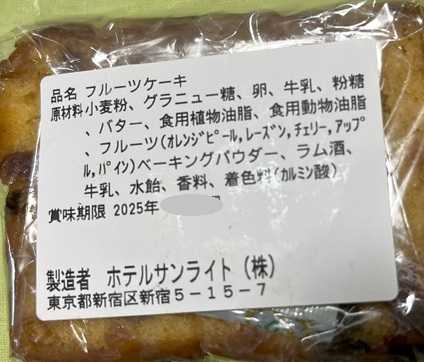 品名 フルーツケーキ
原材料小麦粉、グラニュー糖、卵、牛乳、粉糖
、バター、食用植物油脂、食用動物油脂
、フルーツ(オレンジピール,レーズン,チェリー,アップ
ル,パイン)ベーキングパウダー、ラム酒、
牛乳、水飴、香料、着色料(カルミン酸)
賞味期限 2025年
製造者 ホテルサンライト(株)
東京都新宿区新宿5-15-7